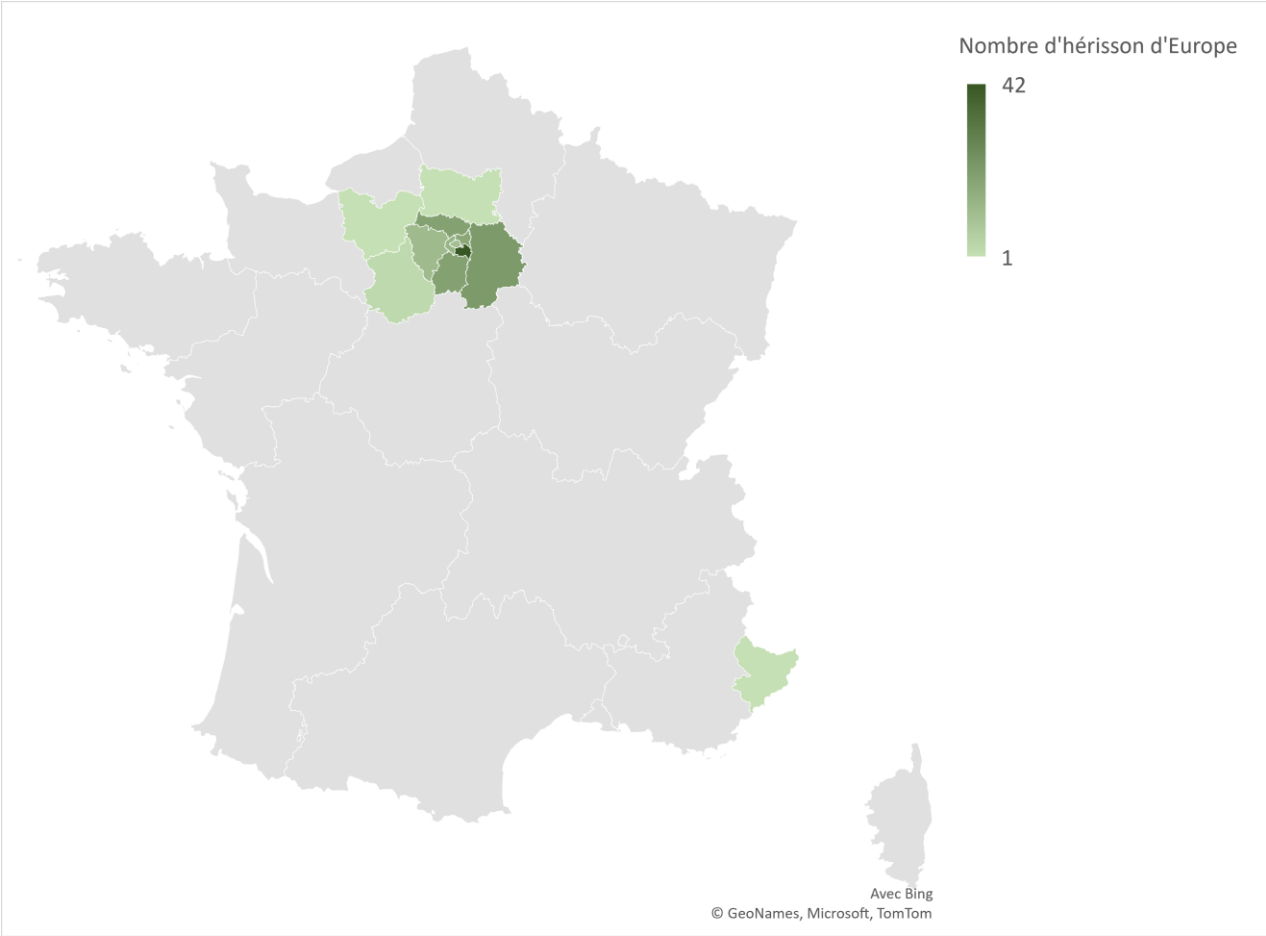 Nombre d'hérisson d'Europe
42
1
Avec Bing
© GeoNames, Microsoft, TomTom